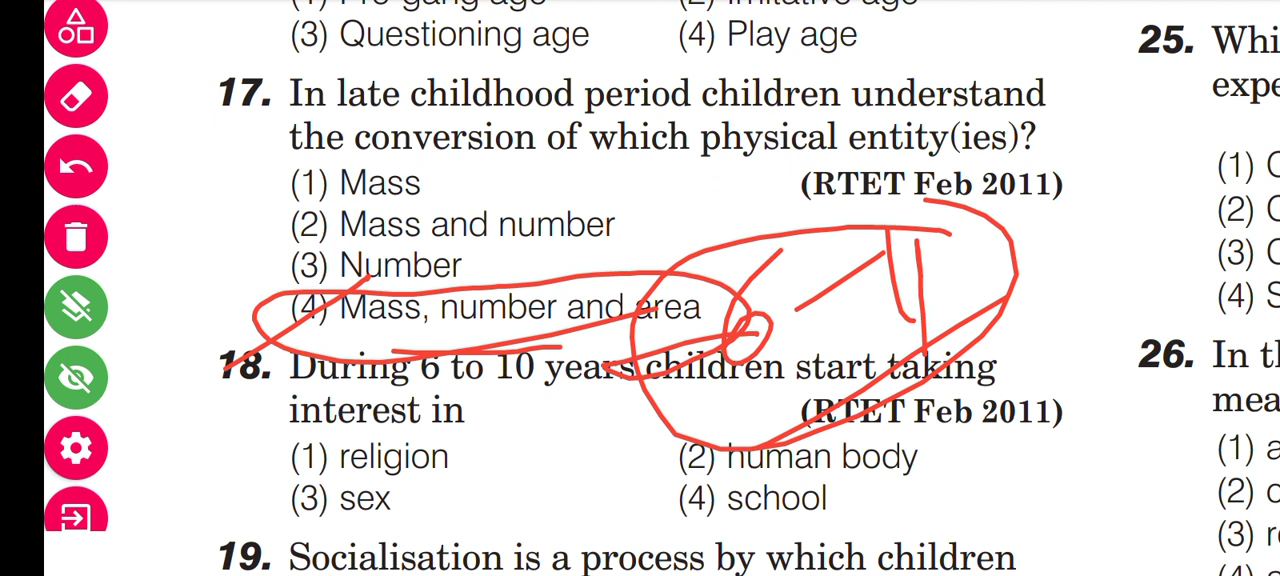 (3) Questioning age (4) Play age
17. In late childhood period children understand
the conversion of which physical entity(ies)?
(1) Mass (RTET Feb 2011)
(2) Mass and number
(3) Number
(4) Mass, number and area
18. During 6 to 10 years children start taking
interest in (RTET Feb 2011)
(1) religion (2) human body
(3) sex (4) school
19. Socialisation is a process by which children
25.
(1)
(2)
(3)
(4)
26. In
(1)
(2)
(3)